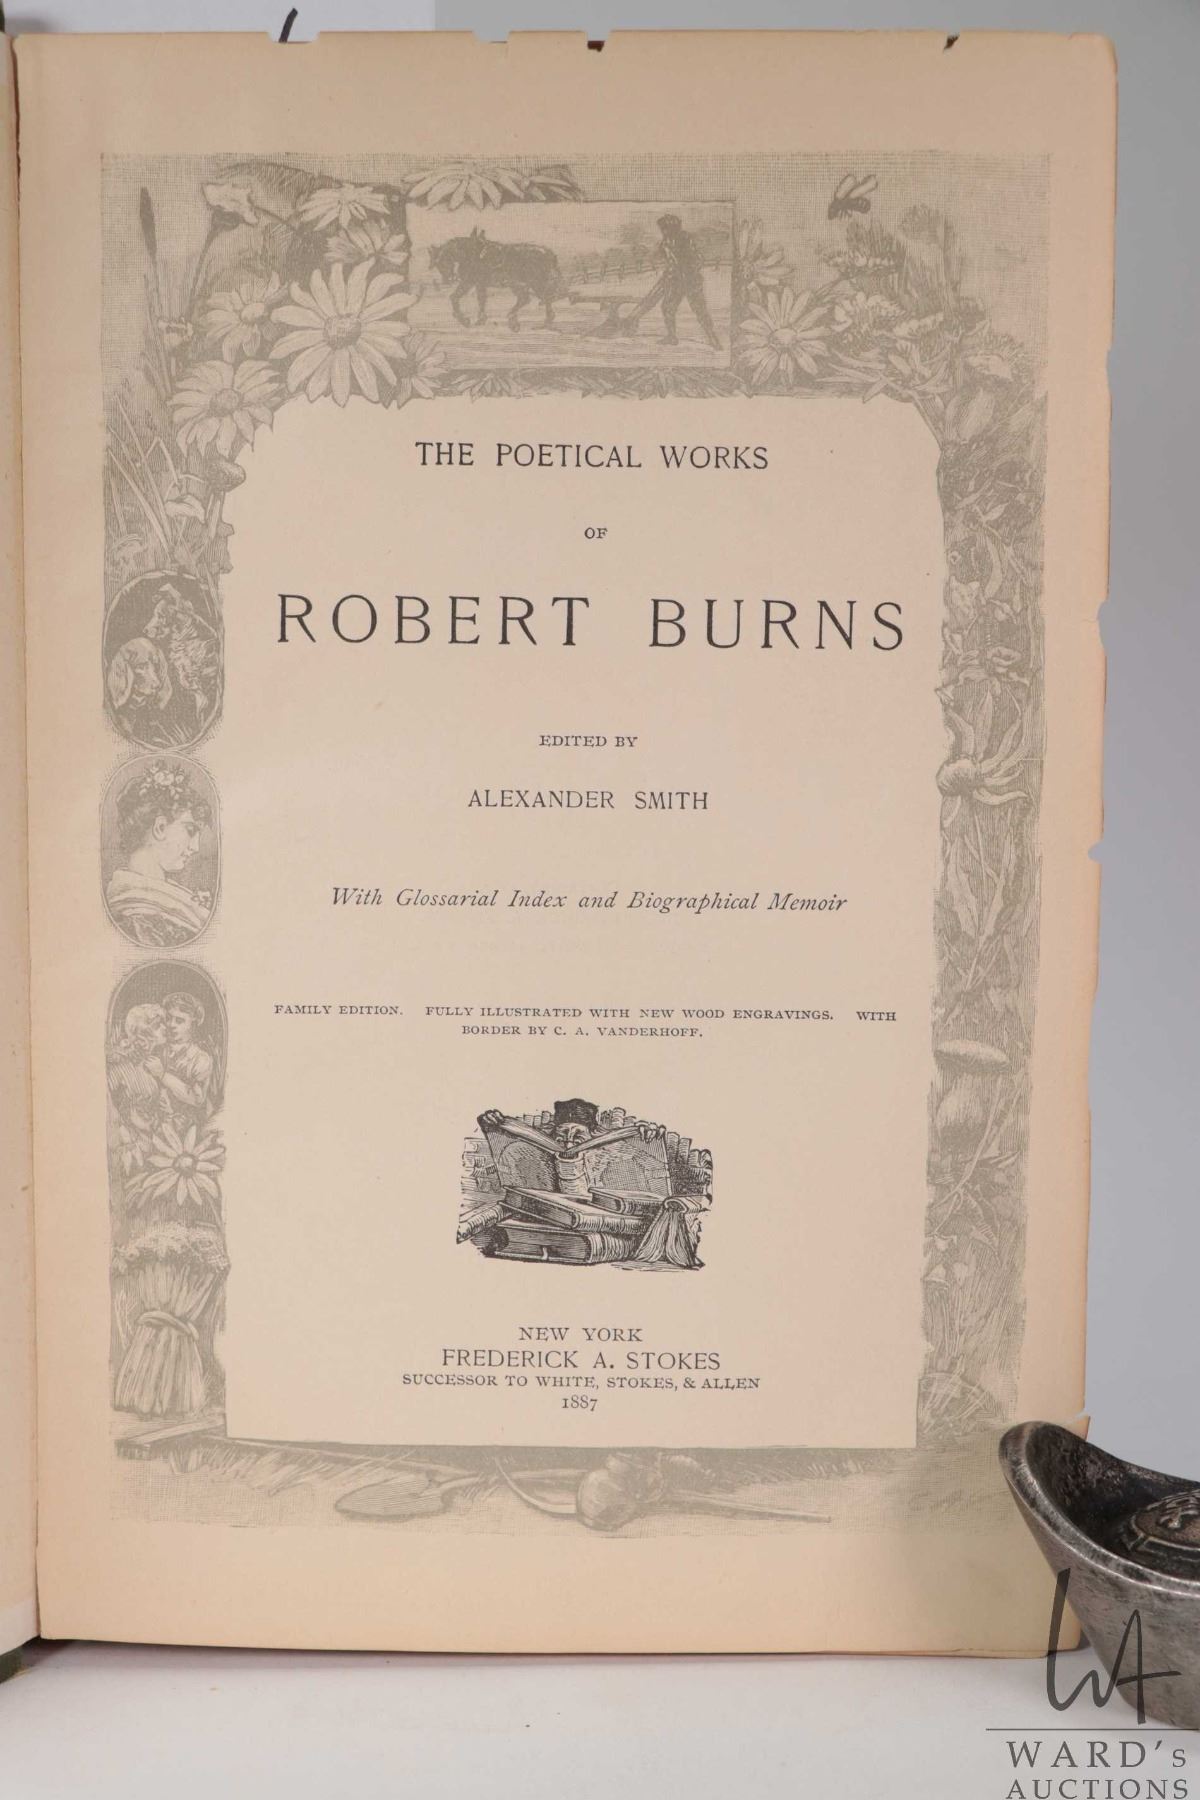 THE POETICAL WORKS
OF
ROBERT BURNS
EDITED BY
ALEXANDER SMITH
With Glossarial Index and Biographical Memoir
FAMILY EDITION. FULLY ILLUSTRATED WITH NEW WOOD ENGRAVINGS. WITH
BORDER BY C. A. VANDERHOFF.
NEW YORK
FREDERICK A. STOKES
SUCCESSOR TO WHITE, STOKES, & ALLEN
1887
WA
WARD's
AUCTIONS